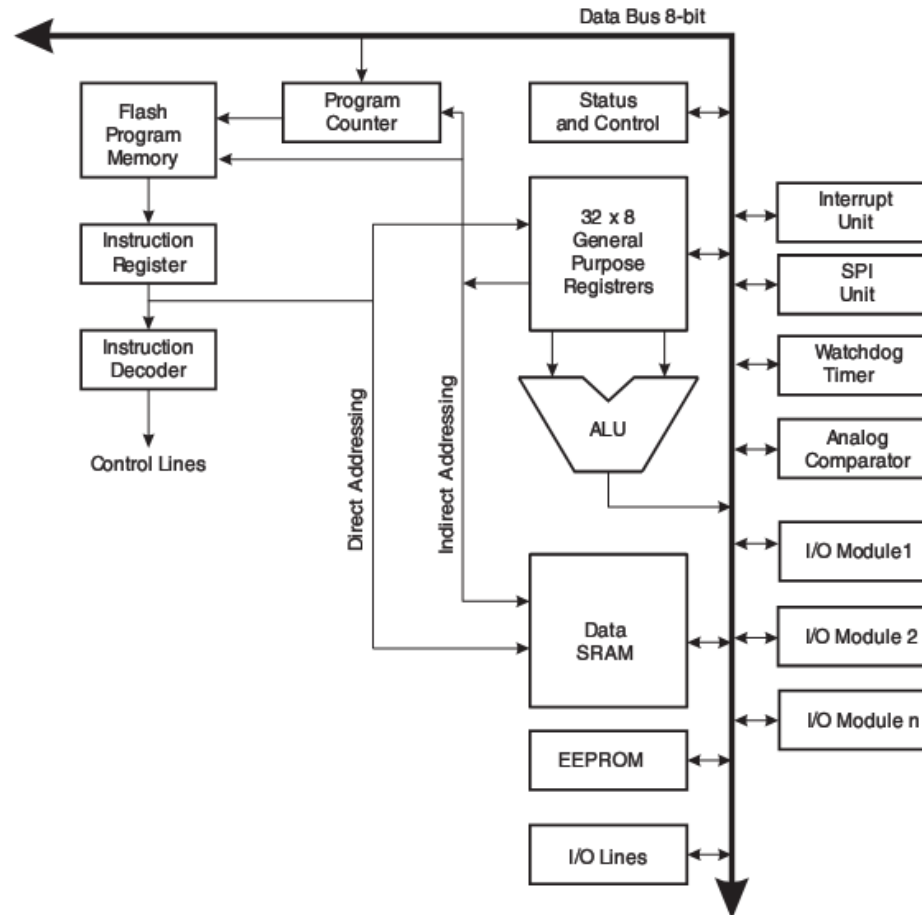 Data Bus 8-bit
Flash
Program
Memory
Program
Counter
Status
and Control
Instruction
Register
32 x 8
General
Purpose
Registrers
Interrupt
Unit
SPI
Unit
Instruction
Decoder
Watchdog
Timer
Control Lines
Direct Addressing
Indirect Addressing
ALU
Analog
Comparator
I/O Module1
Data
SRAM
I/O Module 2
I/O Module n
EEPROM
I/O Lines